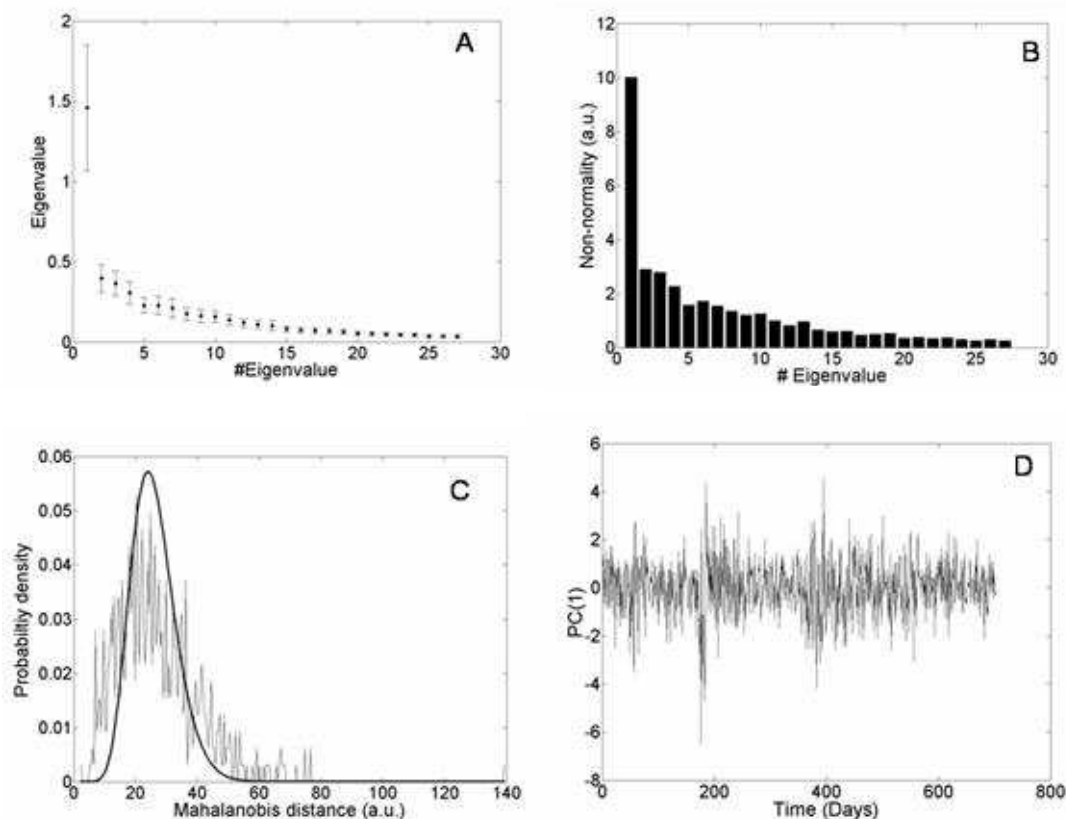 A
2
1.5
1
0.5
0
Eigenvalue
0 5 10 15 20 25 30
#Eigenvalue
B
12
10
8
6
4
2
0
Non-normality (a.u.)
0 5 10 15 20 25 30
# Eigenvalue
C
0.06
0.05
0.04
0.03
0.02
0.01
0
Probabiltiy density
0 20 40 60 80 100 120 140
Mahalanobis distance (a.u.)
D
6
4
2
0
-2
-4
-6
-8
PC(1)
0 200 400 600 800
Time (Days)